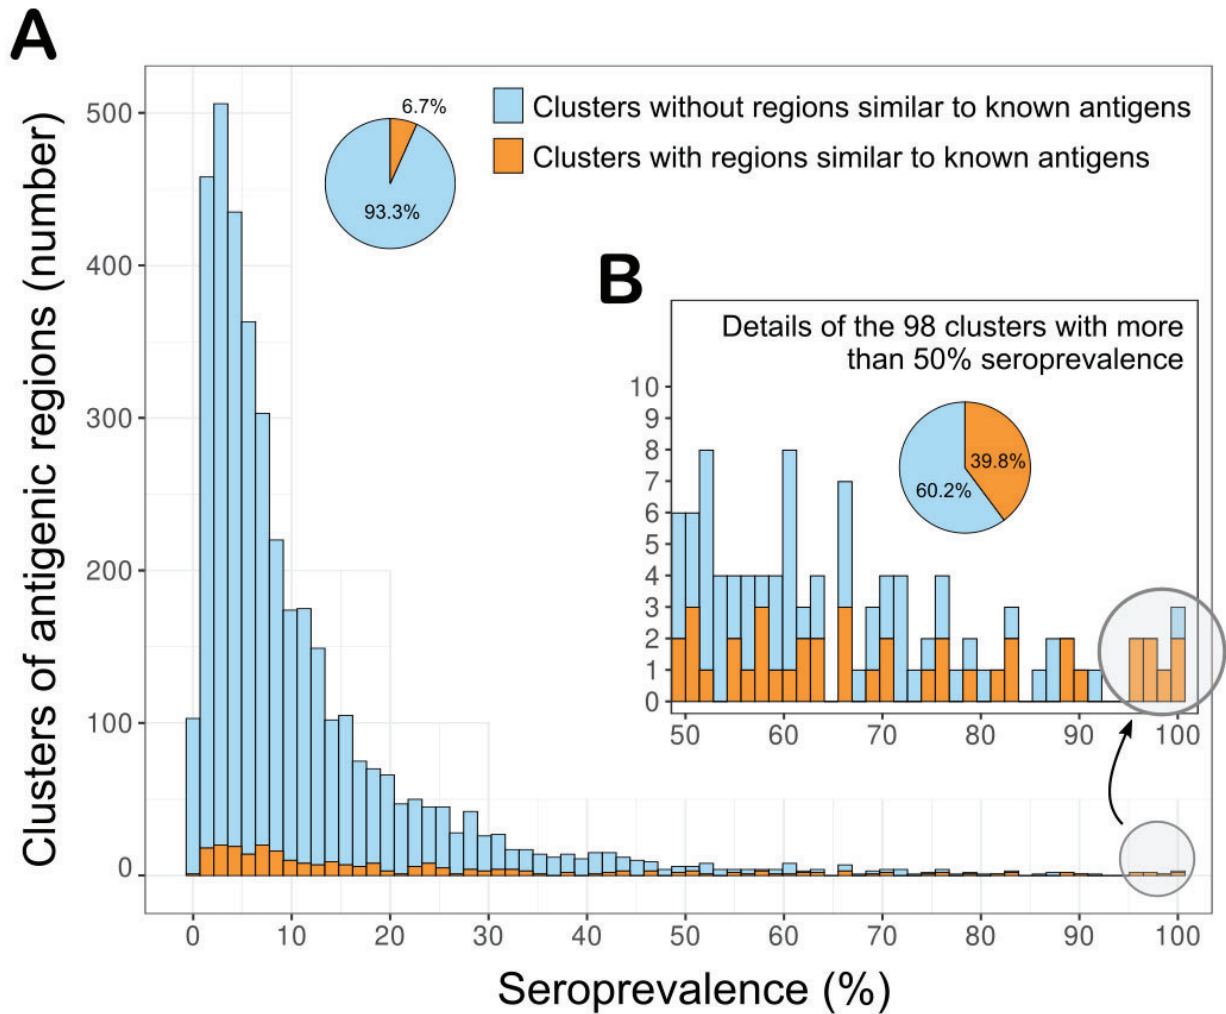 A
Clusters of antigenic regions (number)
500
400
300
200
100
0
6.7%
93.3%
Clusters without regions similar to known antigens
Clusters with regions similar to known antigens
B
Details of the 98 clusters with more
than 50% seroprevalence
10
9
8
7
6
5
4
3
2
1
0
39.8%
60.2%
50 60 70 80 90 100
0 10 20 30 40 50 60 70 80 90 100
Seroprevalence (%)